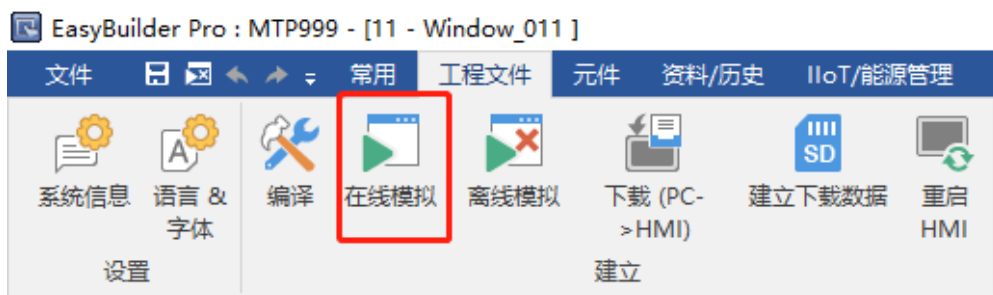 EasyBuilder Pro : MTP999 - [11 - Window_011 ]
文件 常用 工程文件 元件 资料/历史 IIoT/能源管理
A SD
系统信息 语言 & 编译 在线模拟 离线模拟 下载 (PC- 建立下载数据 重启
字体 >HMI) HMI
设置 建立